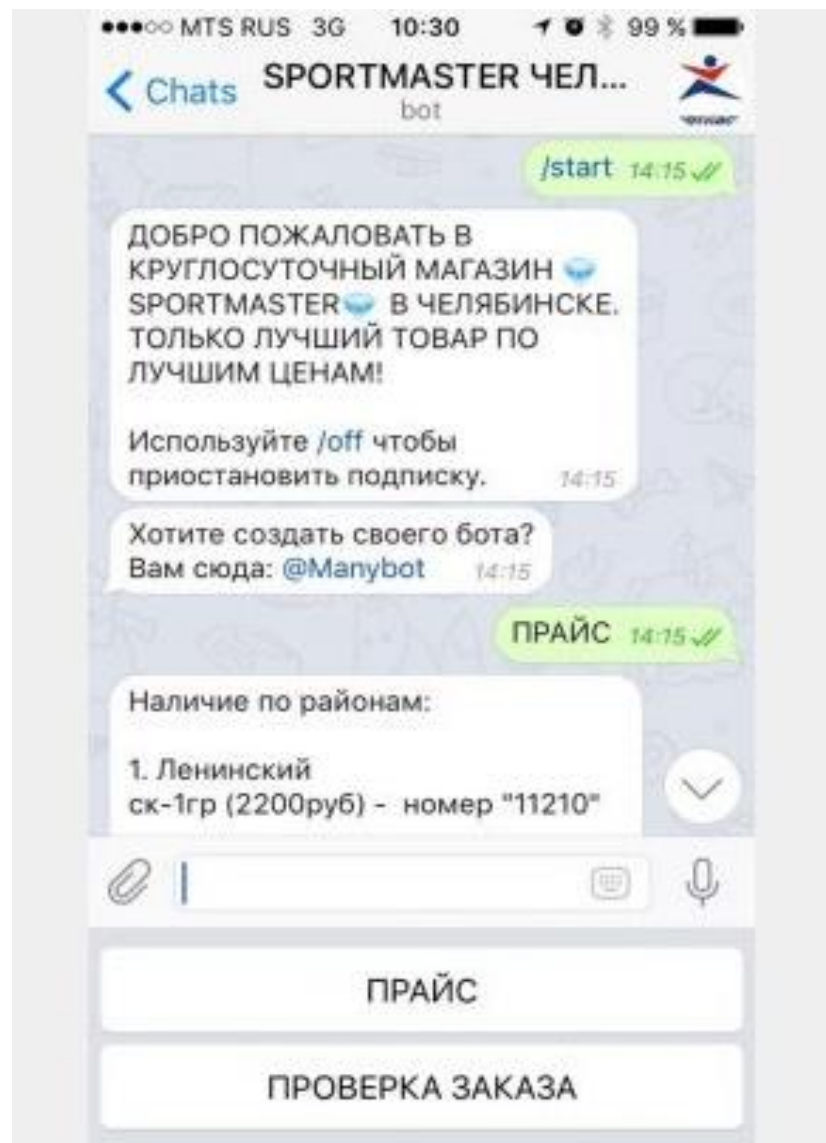 MTS RUS 3G 10:30 99 %
Chats SPORTMASTER ЧЕЛ...
bot
/start 14:15
ДОБРО ПОЖАЛОВАТЬ В
КРУГЛОСУТОЧНЫЙ МАГАЗИН
SPORTMASTER В ЧЕЛЯБИНСКЕ.
ТОЛЬКО ЛУЧШИЙ ТОВАР ПО
ЛУЧШИМ ЦЕНАМ!
Используйте /off чтобы
приостановить подписку. 14:15
Хотите создать своего бота?
Вам сюда: @Manybot 14:15
ПРАЙС 14:15
Наличие по районам:
1. Ленинский
ск-1гр (2200руб) - номер "11210"
ПРАЙС
ПРОВЕРКА ЗАКАЗА